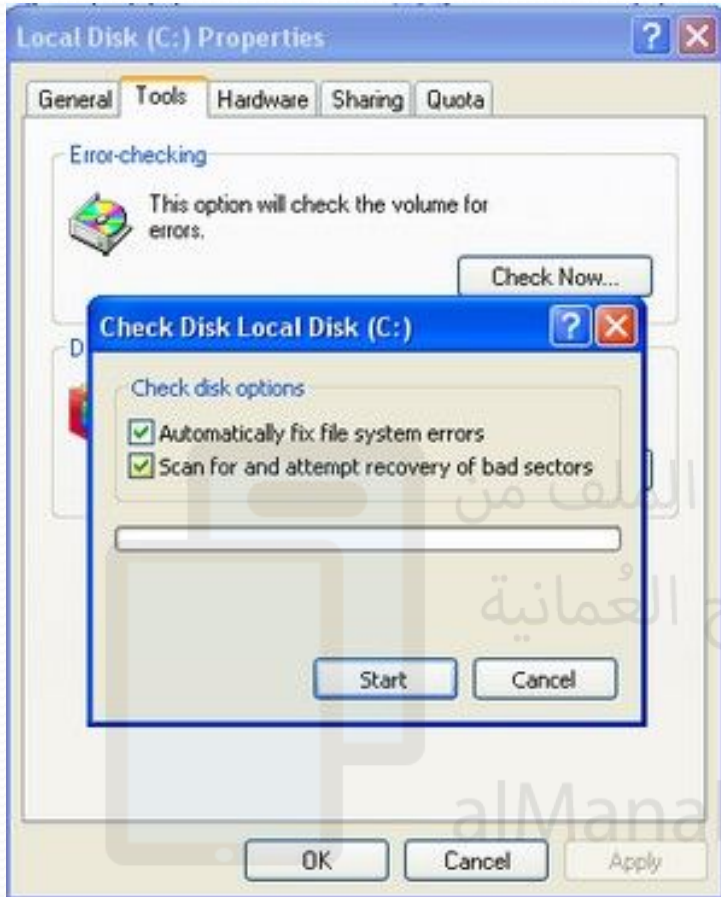 Local Disk (C:) Properties
General Tools Hardware Sharing Quota
Error-checking
This option will check the volume for
errors.
Check Now...
D
Check Disk Local Disk (C:)
Check disk options
Automatically fix file system errors
Scan for and attempt recovery of bad sectors
الملف من
العُمانية
Start Cancel
alMana
OK Cancel Apply